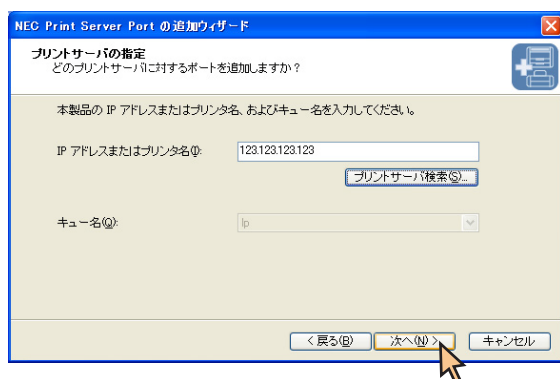 NEC Print Server Port の追加ウィザード
プリントサーバの指定
どのプリントサーバに対するポートを追加しますか？
本製品の IP アドレスまたはプリンタ名、およびキュー名を入力してください。
IP アドレスまたはプリンタ名(I):
123.123.123.123
プリントサーバ検索(S)...
キュー名(Q):
lp
< 戻る(B)
次へ(N) >
キャンセル